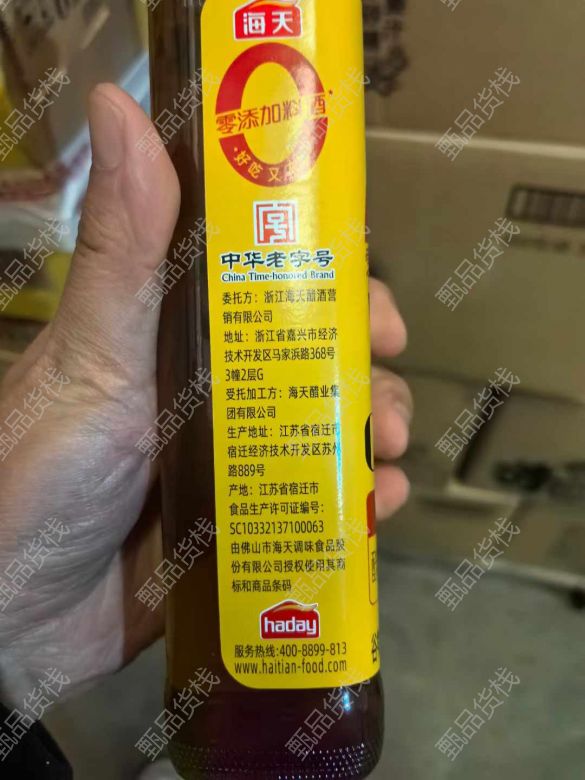 海天
零添加料酒
好吃 又
中华老字号
China Time-honored Brand
委托方：浙江海天醋酒营
销有限公司
地址：浙江省嘉兴市经济
技术开发区马家浜路368号
3幢2层G
受托加工方：海天醋业集
团有限公司
生产地址：江苏省宿迁市
宿迁经济技术开发区苏州
路889号
产地：江苏省宿迁市
食品生产许可证编号：
SC10332137100063
由佛山市海天调味食品股
份有限公司授权使用其商
标和商品条码
haday
服务热线:400-8899-813
www.haitian-food.com
甄品货栈